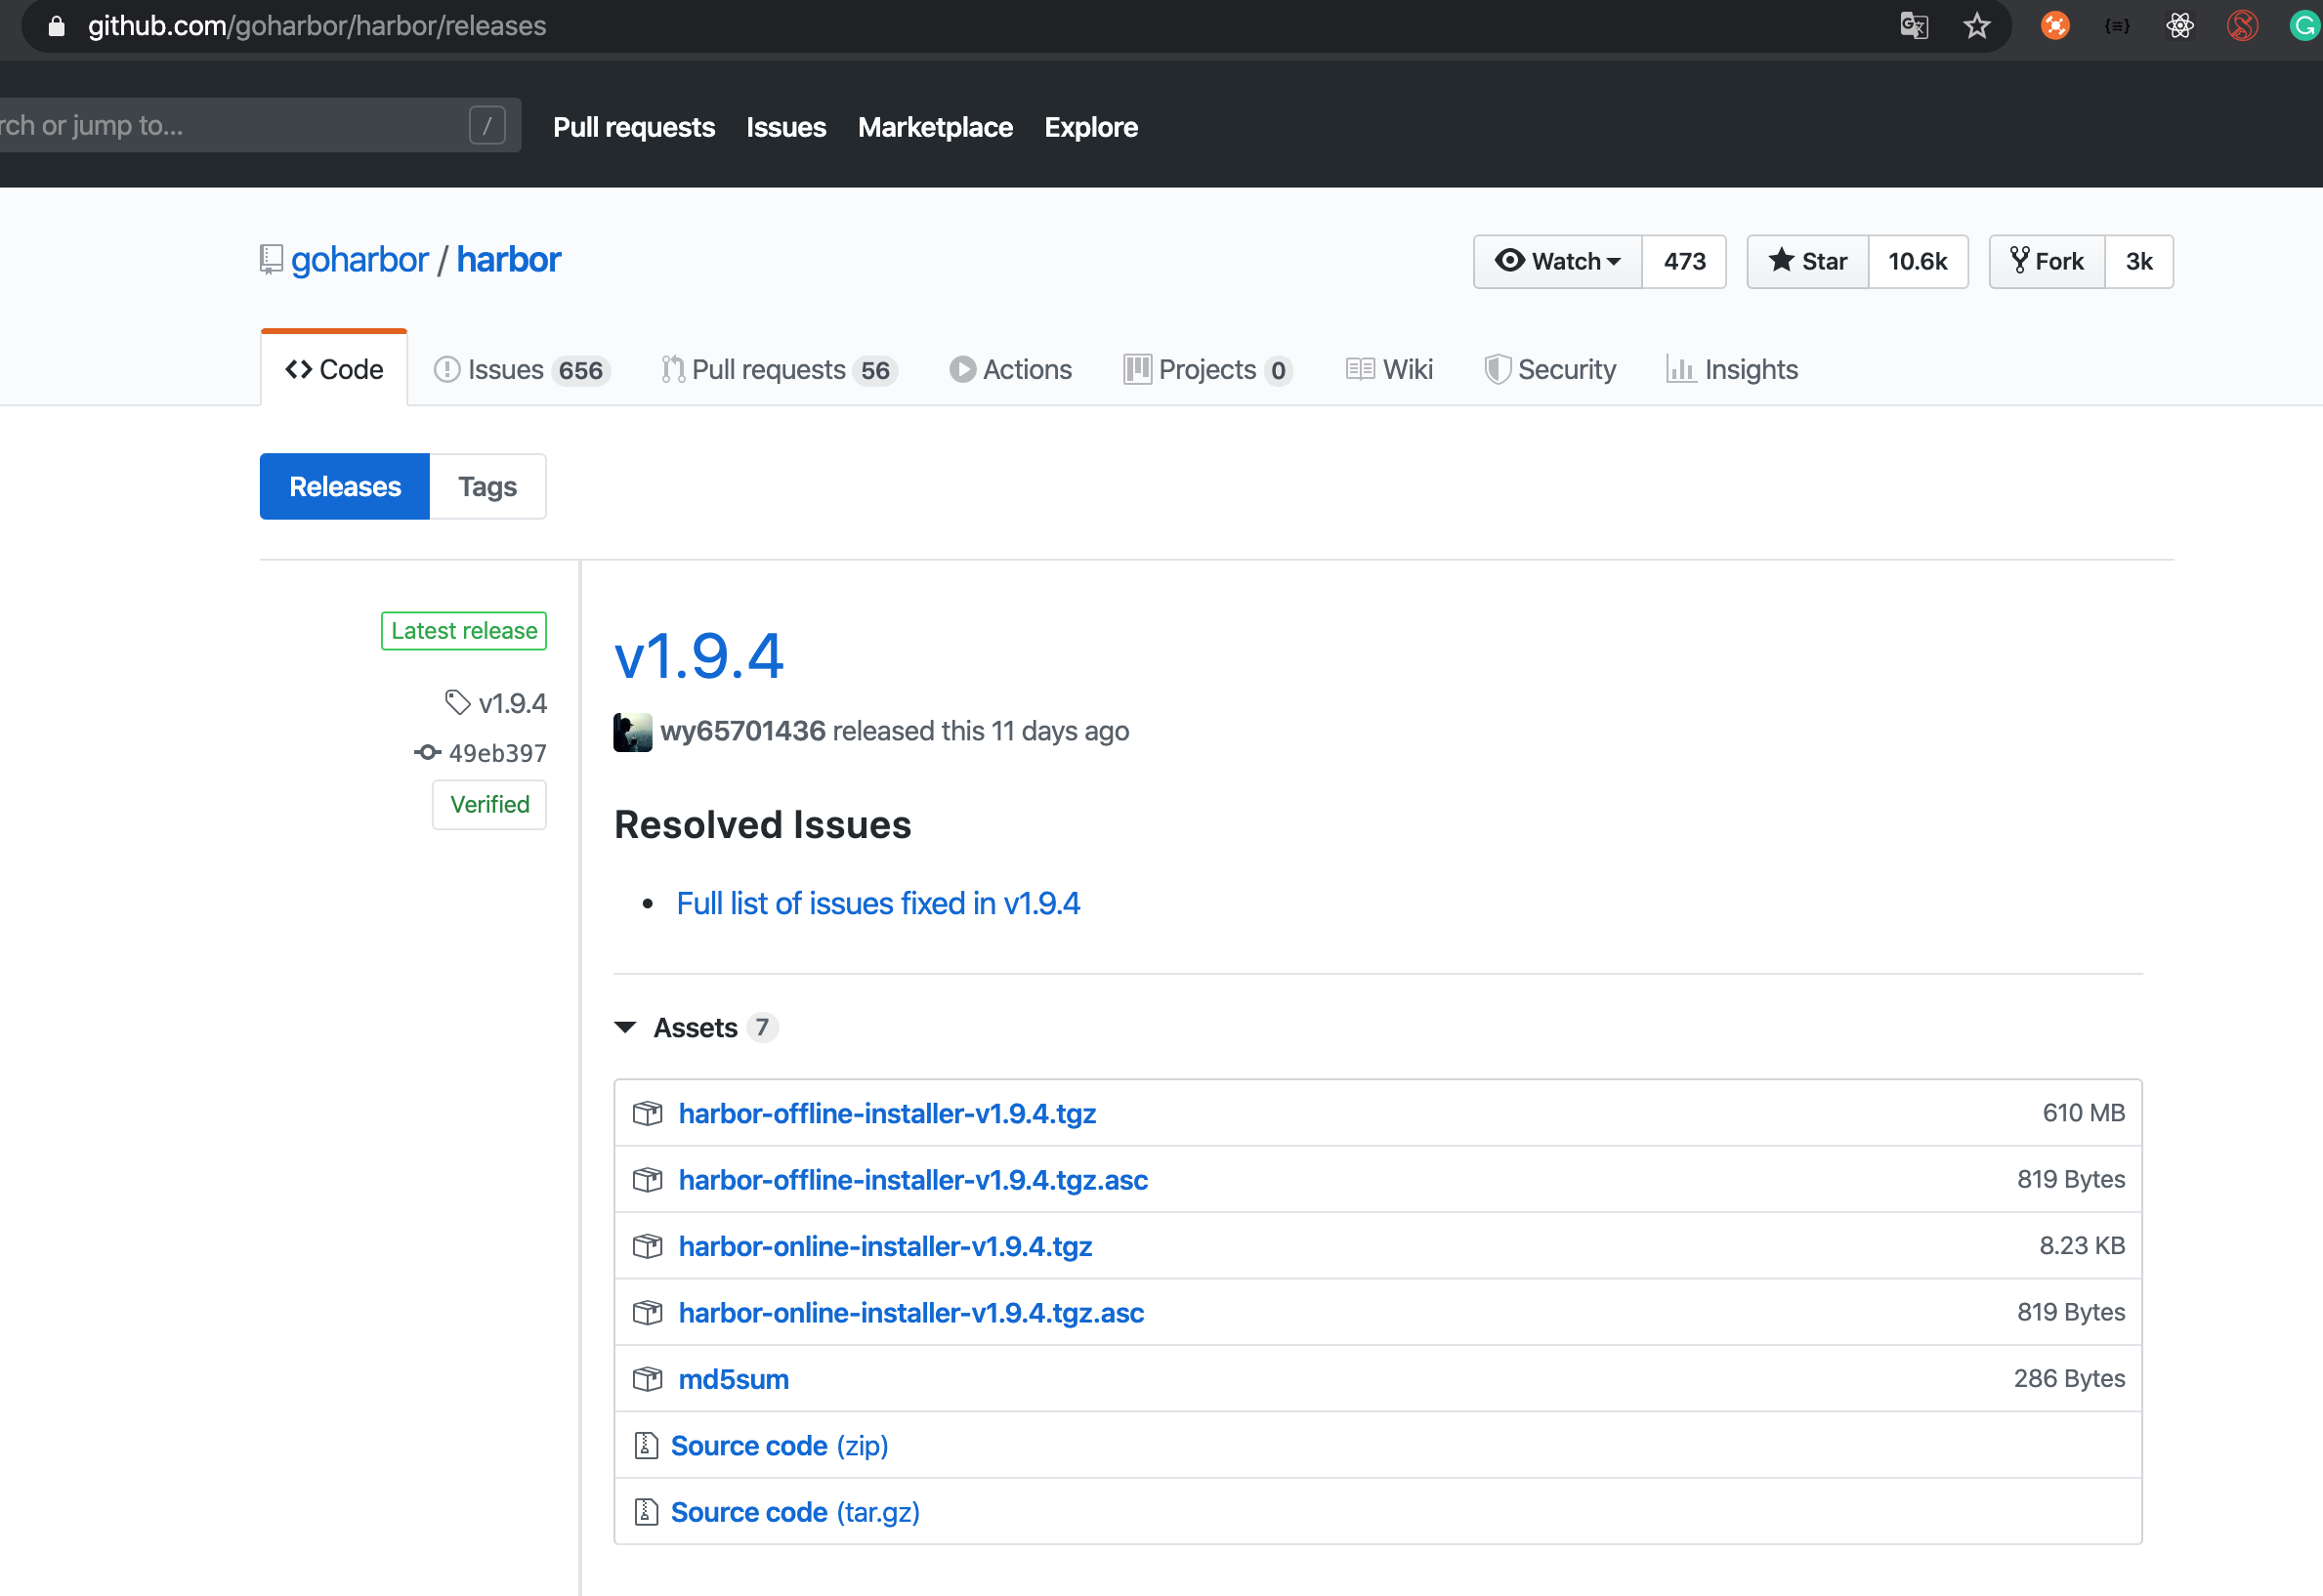 github.com/goharbor/harbor/releases
rch or jump to... /
Pull requests Issues Marketplace Explore
goharbor / harbor
Watch 473 Star 10.6k Fork 3k
Code Issues 656 Pull requests 56 Actions Projects 0 Wiki Security Insights
Releases Tags
Latest release
v1.9.4
49eb397
Verified
v1.9.4
wy65701436 released this 11 days ago
Resolved Issues
• Full list of issues fixed in v1.9.4
Assets 7
harbor-offline-installer-v1.9.4.tgz 610 MB
harbor-offline-installer-v1.9.4.tgz.asc 819 Bytes
harbor-online-installer-v1.9.4.tgz 8.23 KB
harbor-online-installer-v1.9.4.tgz.asc 819 Bytes
md5sum 286 Bytes
Source code (zip)
Source code (tar.gz)